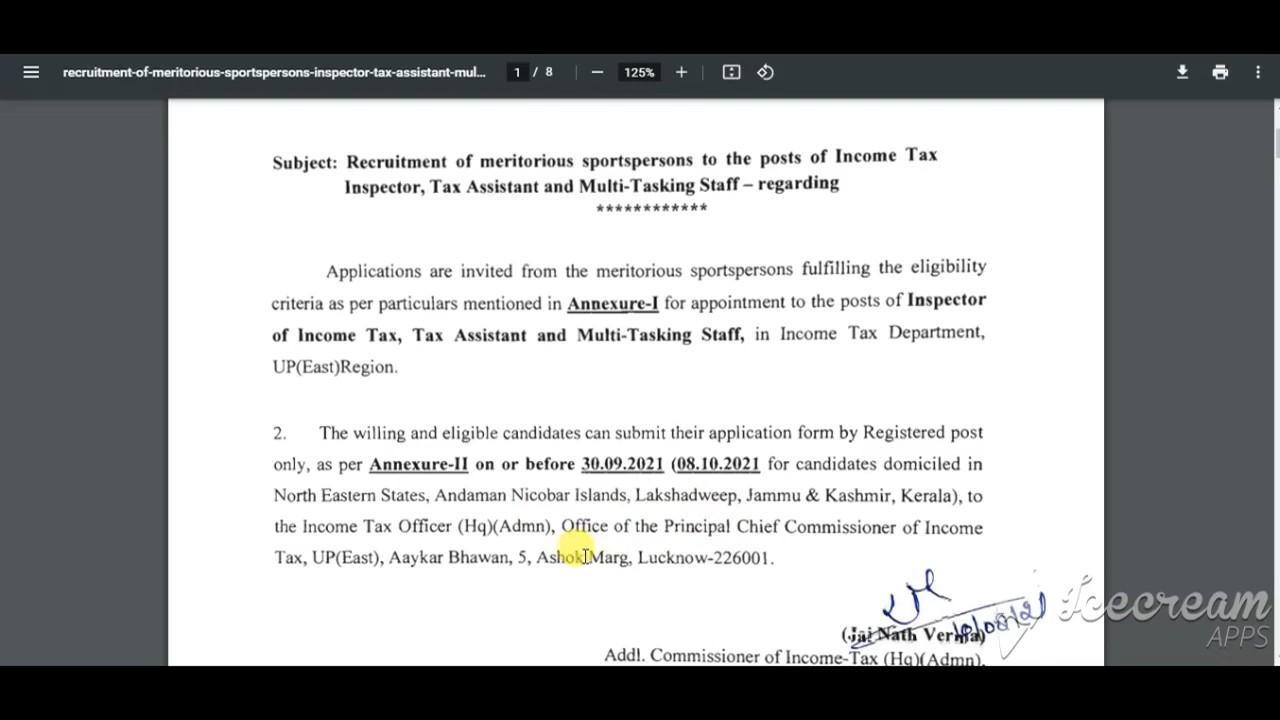 recruitment-of-meritorious-sportspersons-inspector-tax-assistant-mul...
1 / 8
125%
Subject: Recruitment of meritorious sportspersons to the posts of Income Tax
Inspector, Tax Assistant and Multi-Tasking Staff – regarding
************
Applications are invited from the meritorious sportspersons fulfilling the eligibility
criteria as per particulars mentioned in Annexure-I for appointment to the posts of Inspector
of Income Tax, Tax Assistant and Multi-Tasking Staff, in Income Tax Department,
UP(East)Region.
2. The willing and eligible candidates can submit their application form by Registered post
only, as per Annexure-II on or before 30.09.2021 (08.10.2021 for candidates domiciled in
North Eastern States, Andaman Nicobar Islands, Lakshadweep, Jammu & Kashmir, Kerala), to
the Income Tax Officer (Hq)(Admn), Office of the Principal Chief Commissioner of Income
Tax, UP(East), Aaykar Bhawan, 5, Ashok Marg, Lucknow-226001.
(Jai Nath Verma)
Addl. Commissioner of Income-Tax (Hq)(Admn),
Icecream
APPS